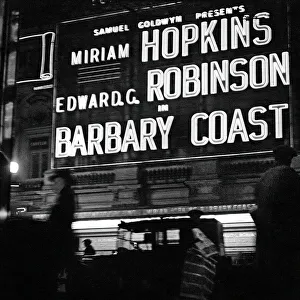 SAMUEL GOLDWYN PRESENTS
MIRIAM HOPKINS
EDWARD.G. ROBINSON
IN
BARBARY COAST